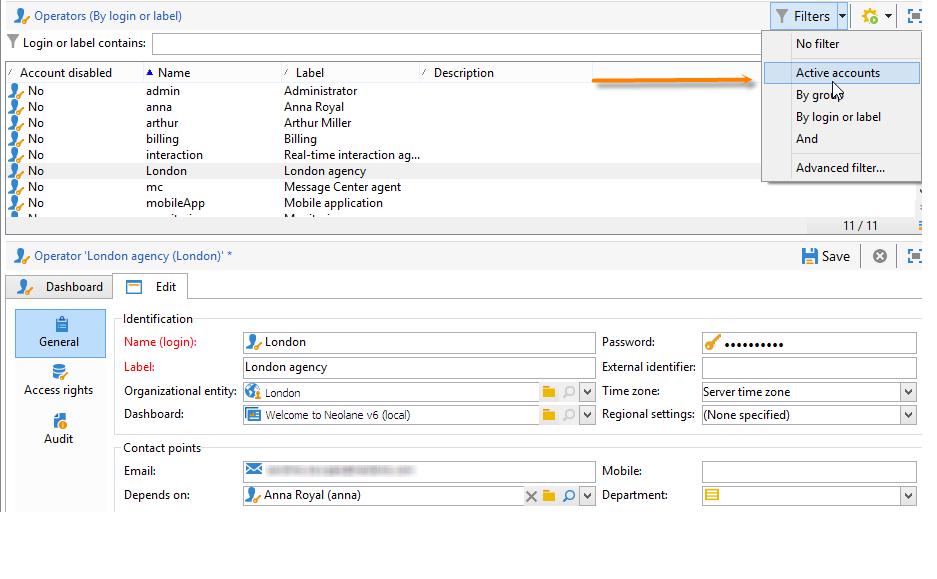 Operators (By login or label)
Filters
Login or label contains:
No filter
Active accounts
By group
By login or label
And
Advanced filter...
Account disabled Name Label Description
No admin Administrator
No anna Anna Royal
No arthur Arthur Miller
No billing Billing
No interaction Real-time interaction ag...
No London London agency
No mc Message Center agent
No mobileApp Mobile application
11 / 11
Operator 'London agency (London)' *
Save
Dashboard Edit
General
Access rights
Audit
Identification
Name (login): London Password: ••••••••••
Label: London agency External identifier:
Organizational entity: London Time zone: Server time zone
Dashboard: Welcome to Neolane v6 (local) Regional settings: (None specified)
Contact points
Email: Mobile:
Depends on: Anna Royal (anna) Department: